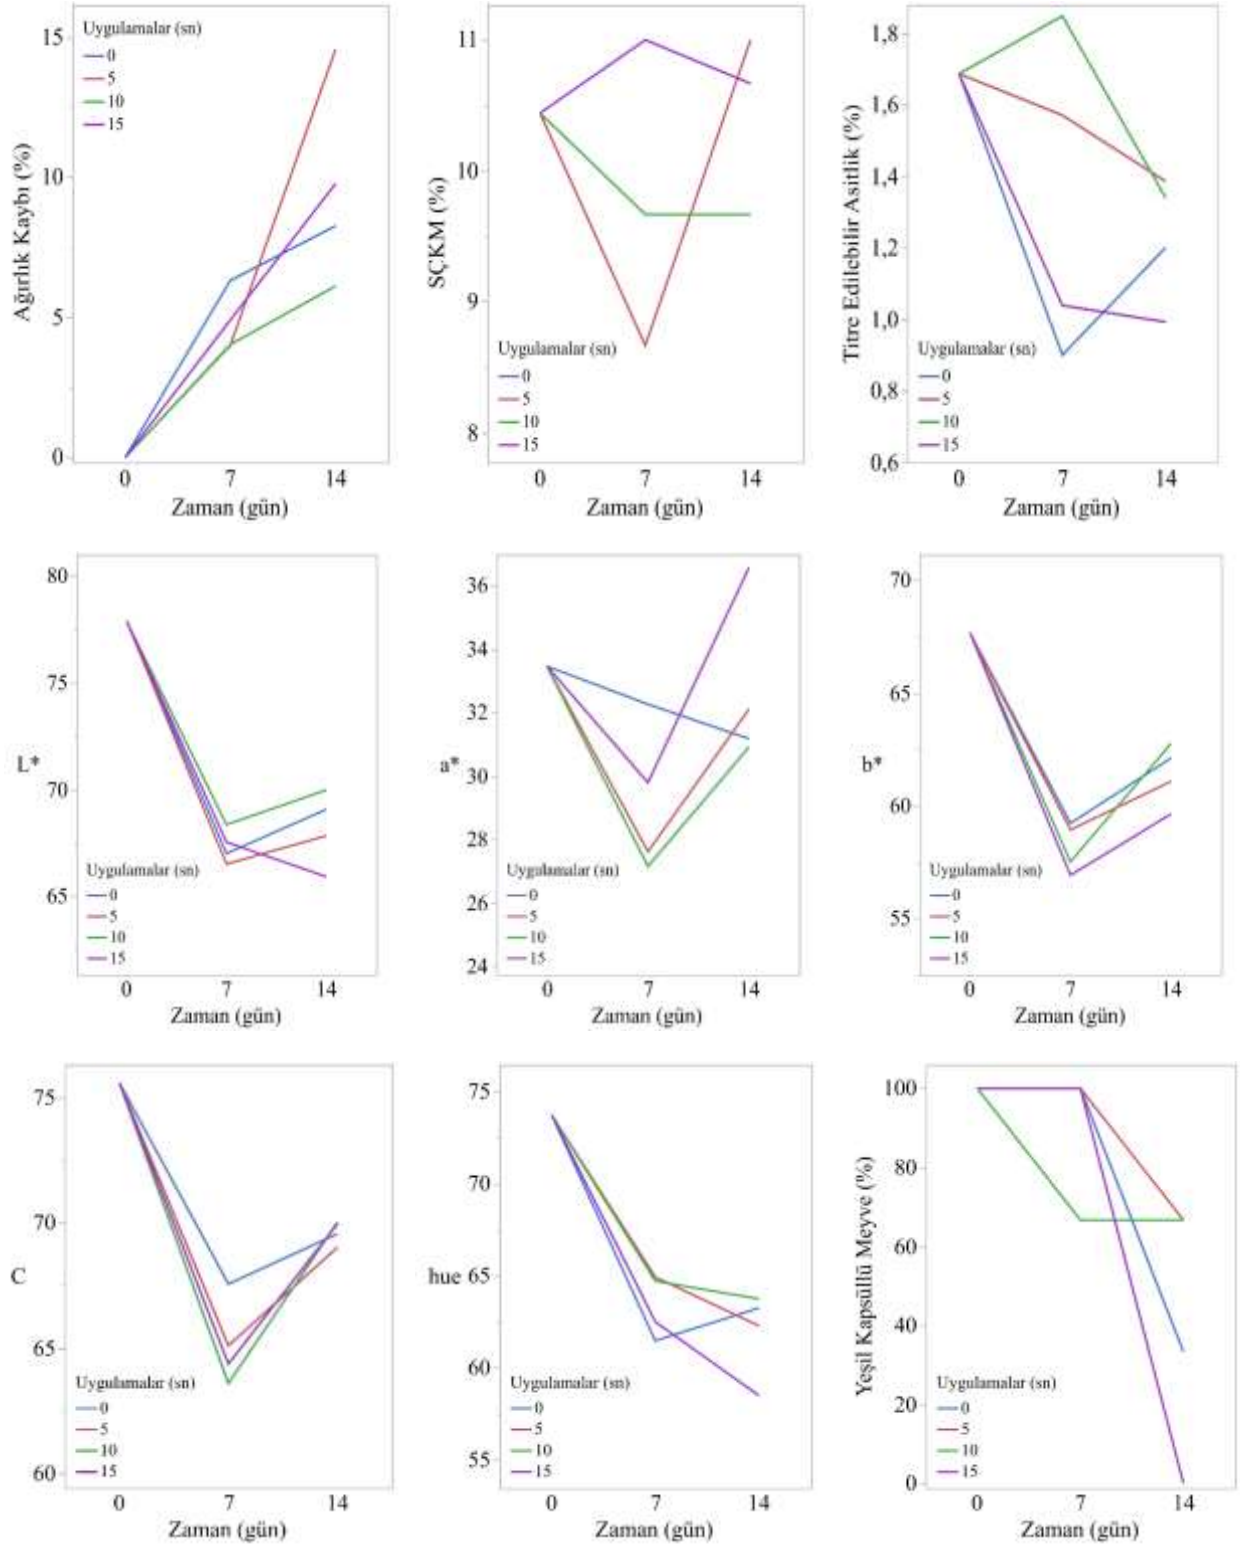 Ağırlık Kaybı (%)
15
10
5
0
Uygulamalar (sn)
0
5
10
15
0 7 14
Zaman (gün)
SÇKM (%)
11
10
9
8
Uygulamalar (sn)
0
5
10
15
0 7 14
Zaman (gün)
Titre Edilebilir Asitlik (%)
1,8
1,6
1,4
1,2
1,0
0,8
0,6
Uygulamalar (sn)
0
5
10
15
0 7 14
Zaman (gün)
L*
80
75
70
65
Uygulamalar (sn)
0
5
10
15
0 7 14
Zaman (gün)
a*
36
34
32
30
28
26
24
Uygulamalar (sn)
0
5
10
15
0 7 14
Zaman (gün)
b*
70
65
60
55
Uygulamalar (sn)
0
5
10
15
0 7 14
Zaman (gün)
C
75
70
65
60
Uygulamalar (sn)
0
5
10
15
0 7 14
Zaman (gün)
hue
75
70
65
60
55
Uygulamalar (sn)
0
5
10
15
0 7 14
Zaman (gün)
Yeşil Kapsüllü Meyve (%)
100
80
60
40
20
0
Uygulamalar (sn)
0
5
10
15
0 7 14
Zaman (gün)